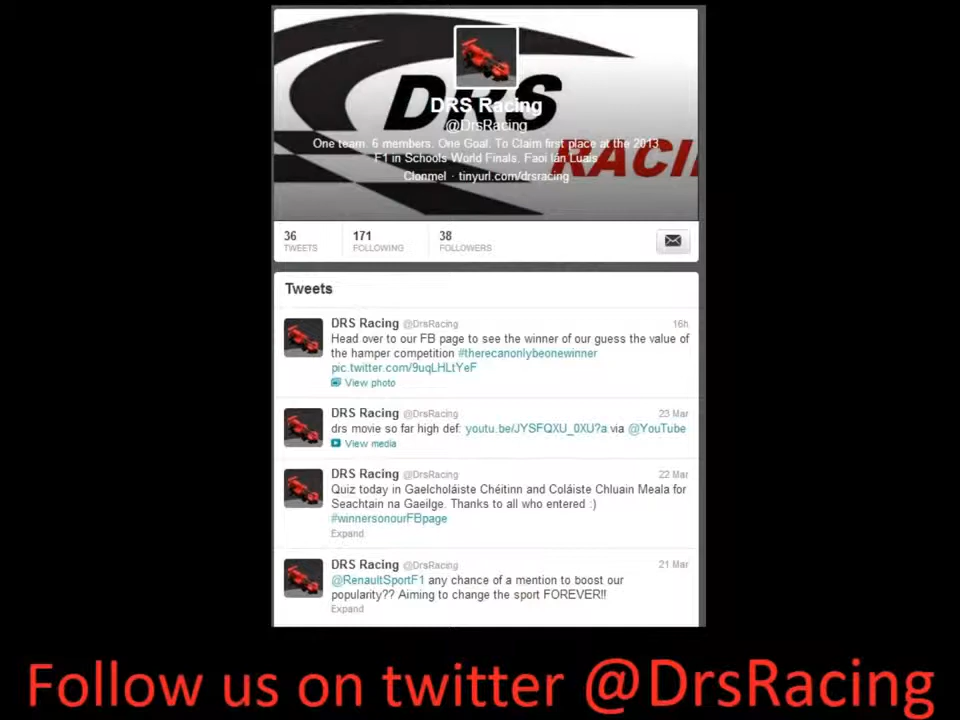 DRS
RACI
DRS Racing
@DrsRacing
One team. 6 members. One Goal. To Claim first place at the 2013
F1 in Schools World Finals. Faoi lán Luais
Clonmel · tinyurl.com/drsracing
36
TWEETS
171
FOLLOWING
38
FOLLOWERS
Tweets
DRS Racing @DrsRacing 16h
Head over to our FB page to see the winner of our guess the value of
the hamper competition #therecanonlybeonewinner
pic.twitter.com/9uqLHLtYeF
View photo
DRS Racing @DrsRacing 23 Mar
drs movie so far high def: youtu.be/JYSFQXU_0XU?a via @YouTube
View media
DRS Racing @DrsRacing 22 Mar
Quiz today in Gaelcholáiste Chéitinn and Coláiste Chluain Meala for
Seachtain na Gaeilge. Thanks to all who entered :)
#winnersonourFBpage
Expand
DRS Racing @DrsRacing 21 Mar
@RenaultSportF1 any chance of a mention to boost our
popularity?? Aiming to change the sport FOREVER!!
Expand
Follow us on twitter @DrsRacing